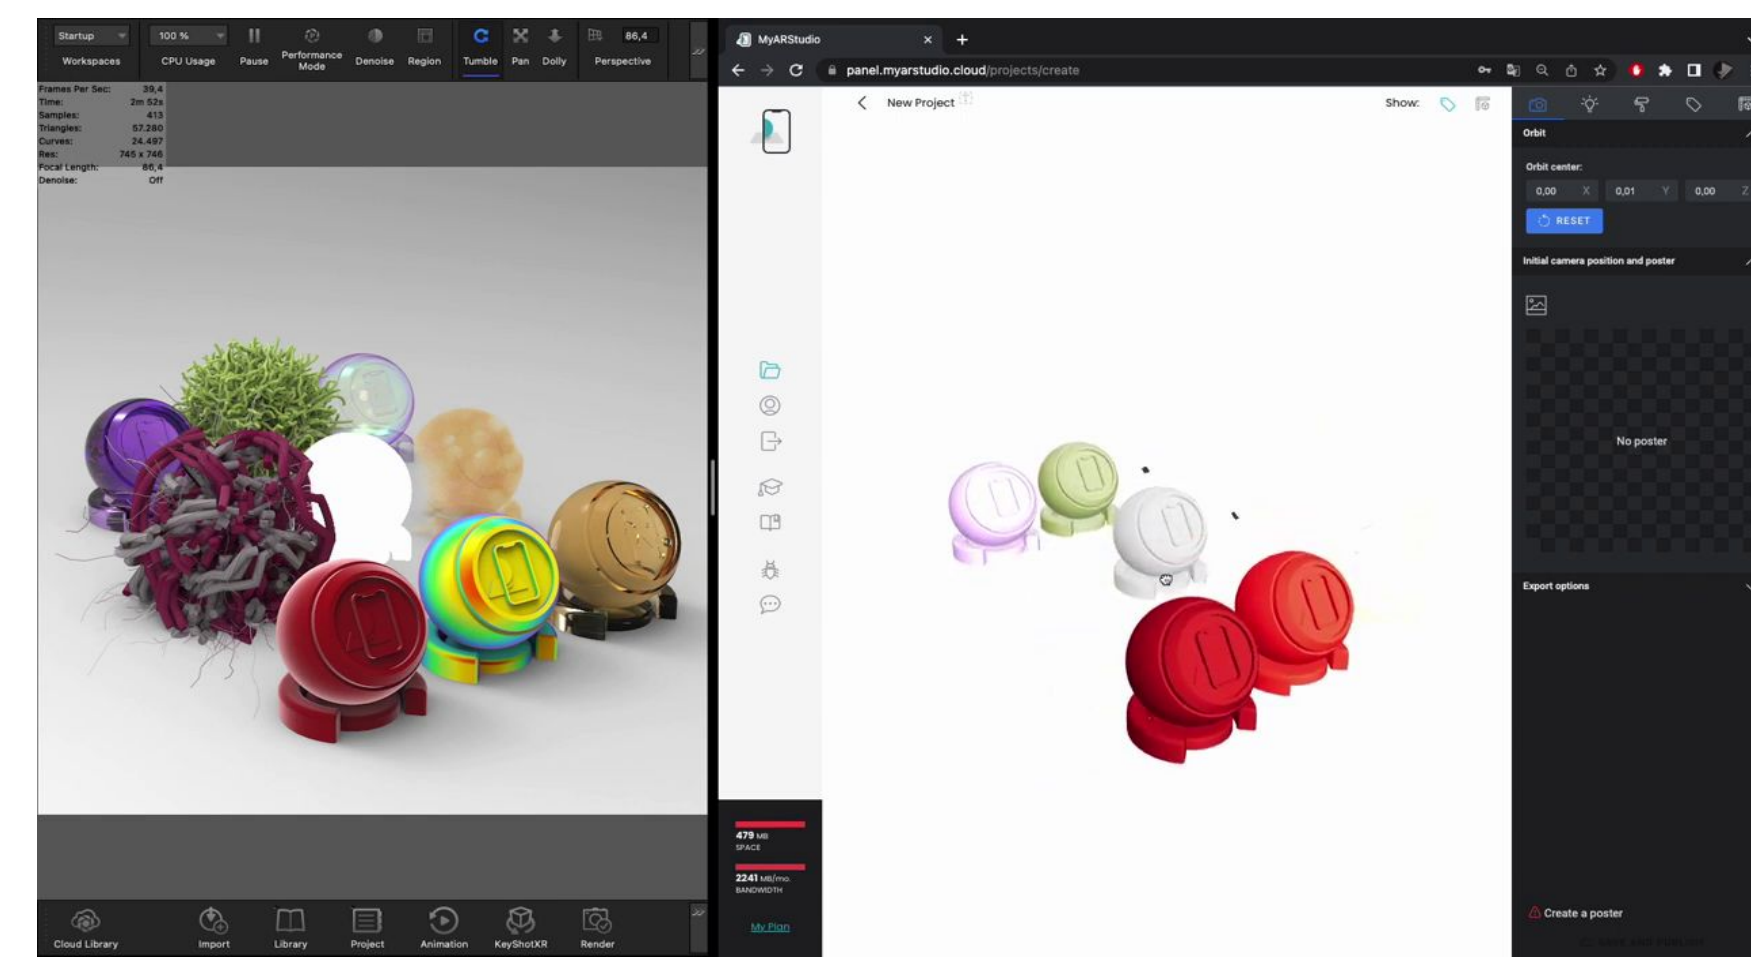 Startup
Workspaces
100 %
CPU Usage
Pause
Performance
Mode
Denoise
Region
Tumble
Pan
Dolly
86,4
Perspective
Frames Per Sec: 39,4
Time: 2m 52s
Samples: 413
Triangles: 57.280
Curves: 24.497
Res: 745 x 746
Focal Length: 86,4
Denoise: Off
Cloud Library
Import
Library
Project
Animation
KeyShotXR
Render
MyARStudio
panel.myarstudio.cloud/projects/create
New Project
Show:
479 MB
SPACE
2241 MB/mo.
BANDWIDTH
My Plan
Orbit
Orbit center:
0,00 X 0,01 Y 0,00 Z
RESET
Initial camera position and poster
No poster
Export options
Create a poster
SAVE AND PUBLISH